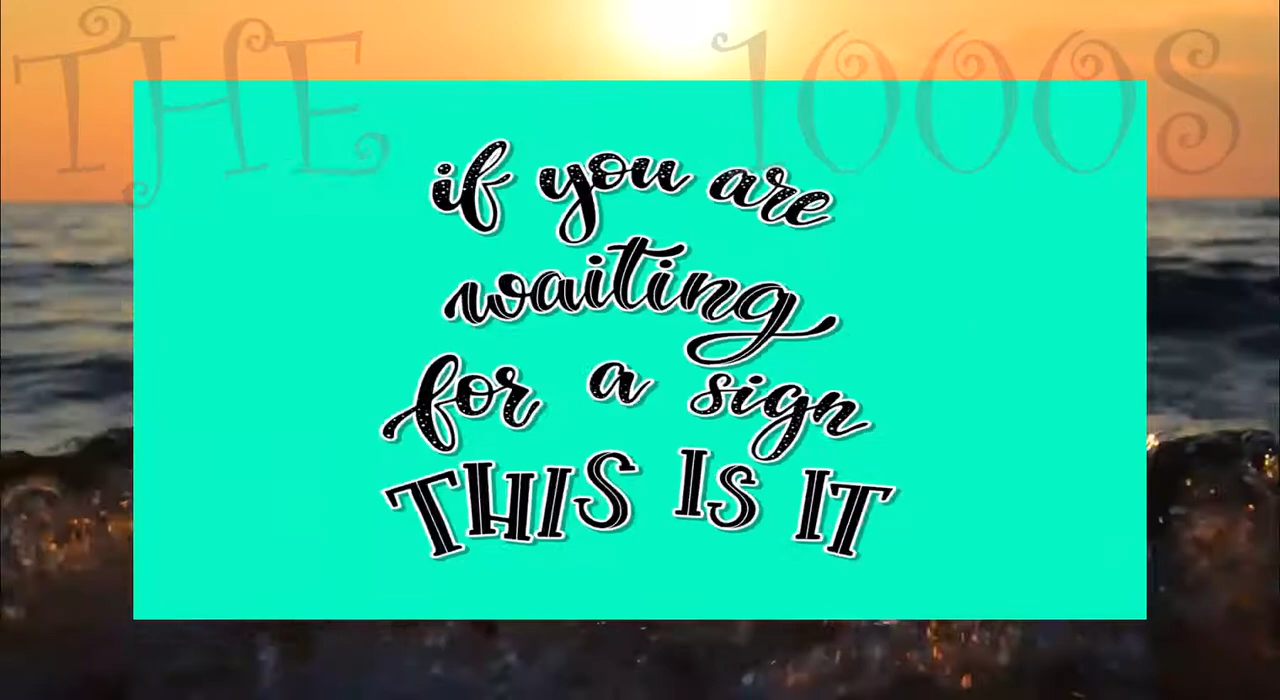 THE 1000S
if you are
waiting
for a sign
THIS IS IT